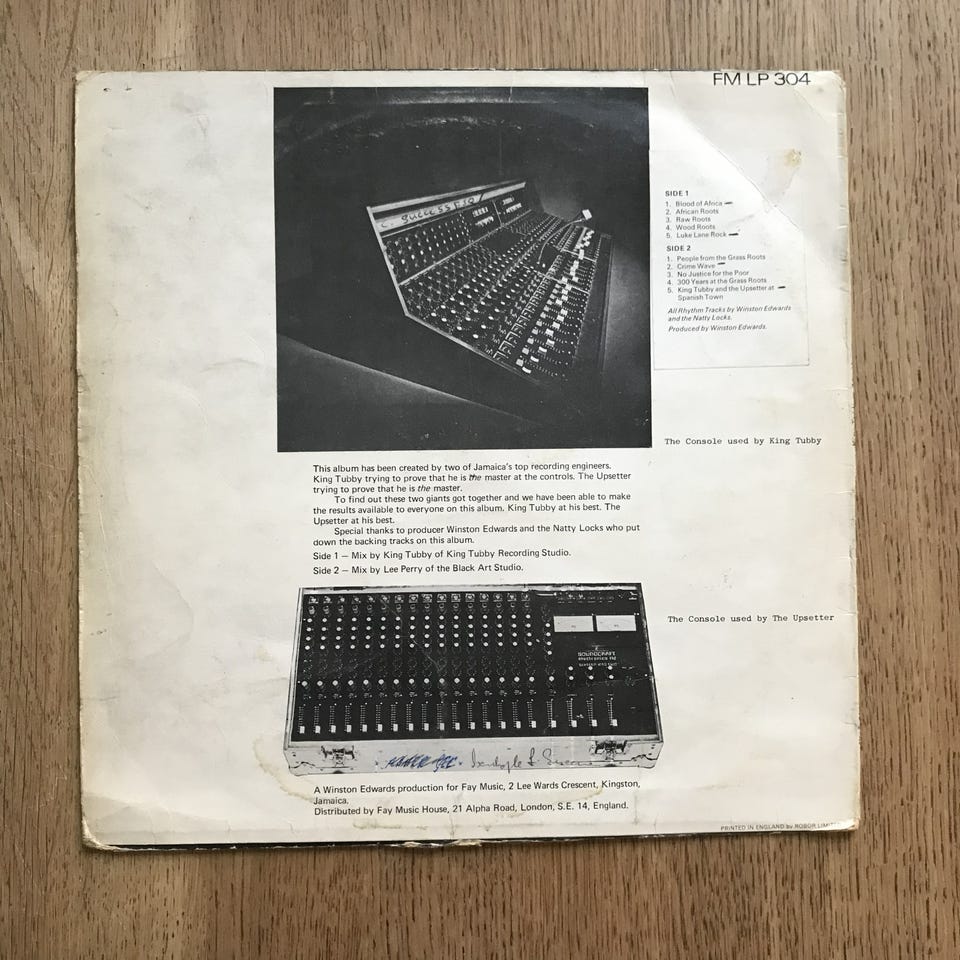 FM LP 304
C. SUCCESS ESQ
SIDE 1
1. Blood of Africa
2. African Roots
3. Raw Roots
4. Wood Roots
5. Luke Lane Rock
SIDE 2
1. People from the Grass Roots
2. Crime Wave
3. No Justice for the Poor
4. 300 Years at the Grass Roots
5. King Tubby and the Upsetter at
Spanish Town
All Rhythm Tracks by Winston Edwards
and the Natty Locks.
Produced by Winston Edwards.
The Console used by King Tubby
This album has been created by two of Jamaica's top recording engineers.
King Tubby trying to prove that he is the master at the controls. The Upsetter
trying to prove that he is the master.
To find out these two giants got together and we have been able to make
the results available to everyone on this album. King Tubby at his best. The
Upsetter at his best.
Special thanks to producer Winston Edwards and the Natty Locks who put
down the backing tracks on this album.
Side 1 — Mix by King Tubby of King Tubby Recording Studio.
Side 2 — Mix by Lee Perry of the Black Art Studio.
The Console used by The Upsetter
SOUNDCRAFT
electronics ltd
A Winston Edwards production for Fay Music, 2 Lee Wards Crescent, Kingston,
Jamaica.
Distributed by Fay Music House, 21 Alpha Road, London, S.E. 14, England.
PRINTED IN ENGLAND by ROBOR